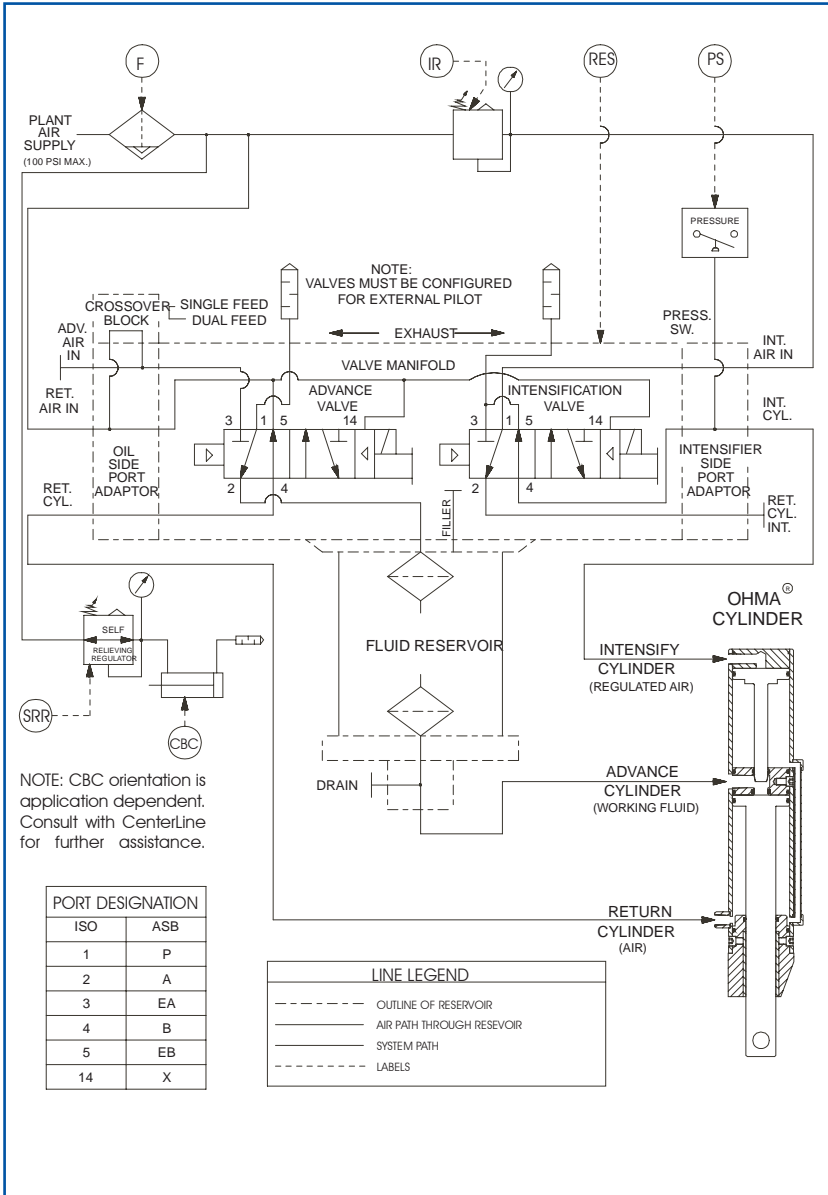 F
IR
RES
PS
PLANT
AIR
SUPPLY
(100 PSI MAX.)
PRESSURE
NOTE:
VALVES MUST BE CONFIGURED
FOR EXTERNAL PILOT
CROSSOVER
BLOCK
SINGLE FEED
DUAL FEED
EXHAUST
PRESS.
SW.
ADV.
AIR
IN
INT.
AIR IN
VALVE MANIFOLD
RET.
AIR IN
ADVANCE
VALVE
INTENSIFICATION
VALVE
INT.
CYL.
3 1 5 14
3 1 5 14
OIL
SIDE
PORT
ADAPTOR
INTENSIFIER
SIDE
PORT
ADAPTOR
RET.
CYL.
2 4
2 4
FILLER
RET.
CYL.
INT.
SELF
RELIEVING
REGULATOR
FLUID RESERVOIR
OHMA®
CYLINDER
INTENSIFY
CYLINDER
(REGULATED AIR)
SRR
CBC
NOTE: CBC orientation is
application dependent.
Consult with CenterLine
for further assistance.
DRAIN
ADVANCE
CYLINDER
(WORKING FLUID)
RETURN
CYLINDER
(AIR)
PORT DESIGNATION
ISO ASB
1 P
2 A
3 EA
4 B
5 EB
14 X
LINE LEGEND
OUTLINE OF RESERVOIR
AIR PATH THROUGH RESEVOIR
SYSTEM PATH
LABELS